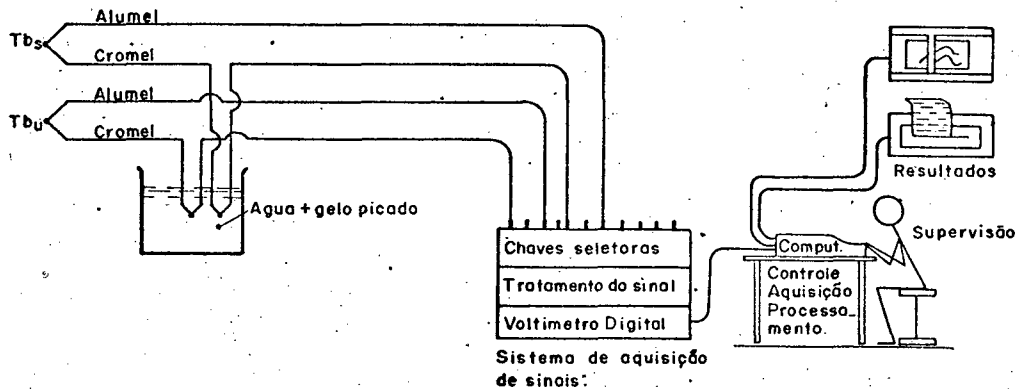 Alumel
Tbs
Cromel
Alumel
Tbu
Cromel
Agua + gelo picado
Resultados
Supervisão
Chaves seletoras
Comput.
Tratamento do sinal
Controle
Aquisição
Processa_
mento.
Voltimetro Digital
Sistema de aquisição
de sinais.